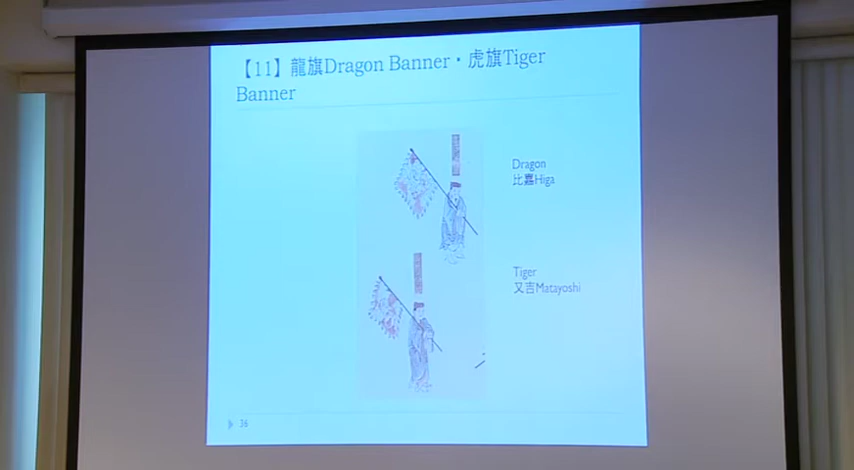 【11】龍旗Dragon Banner・虎旗Tiger
Banner
Dragon
比嘉Higa
Tiger
又吉Matayoshi
36